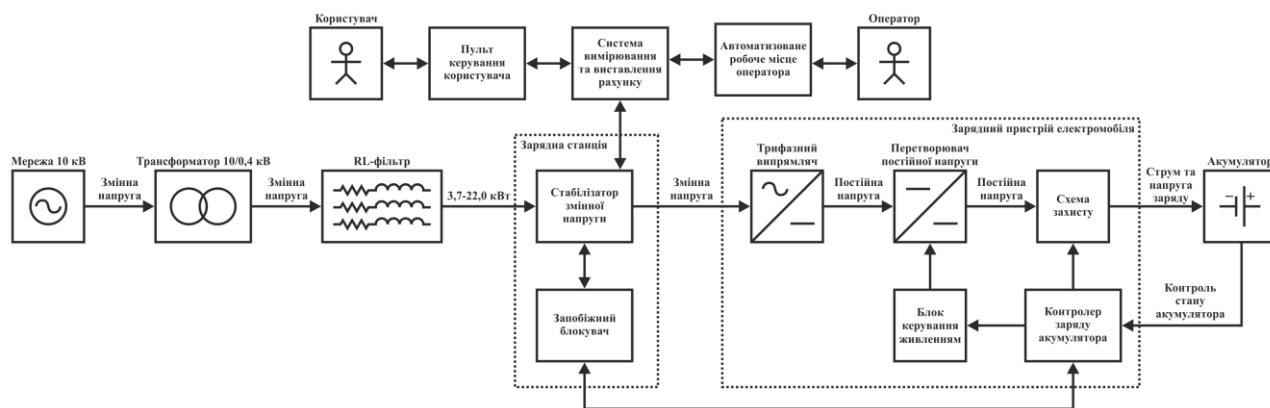 Користувач
Оператор
Пульт
керування
користувача
Система
вимірювання
та виставлення
рахунку
Автоматизоване
робоче місце
оператора
Зарядна станція
Зарядний пристрій електромобіля
Мережа 10 кВ
Трансформатор 10/0,4 кВ
RL-фільтр
Трифазний
випрямляч
Перетворювач
постійної напруги
Струм та
напруга
заряду
Акумулятор
Змінна
напруга
Змінна
напруга
3,7-22,0 кВт
Стабілізатор
змінної
напруги
Змінна
напруга
Постійна
напруга
Постійна
напруга
Схема
захисту
− +
Запобіжний
блокувач
Блок
керування
живленням
Контролер
заряду
акумулятора
Контроль
стану
акумулятора